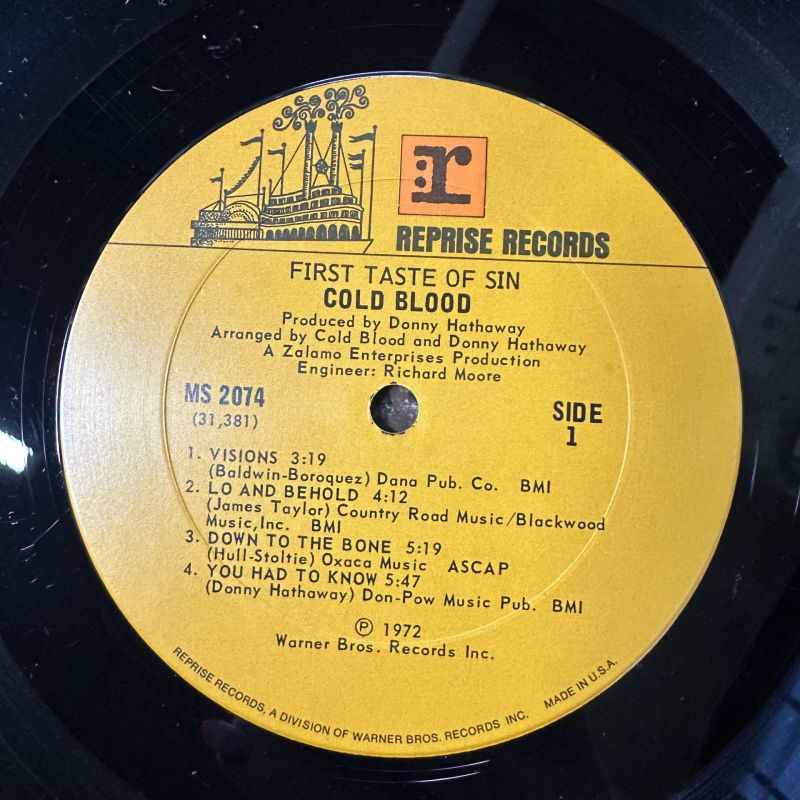 r
REPRISE RECORDS
FIRST TASTE OF SIN
COLD BLOOD
Produced by Donny Hathaway
Arranged by Cold Blood and Donny Hathaway
A Zalamo Enterprises Production
Engineer: Richard Moore
MS 2074
(31,381)
SIDE
1
1. VISIONS 3:19
(Baldwin-Boroquez) Dana Pub. Co. BMI
2. LO AND BEHOLD 4:12
(James Taylor) Country Road Music/Blackwood
Music,Inc. BMI
3. DOWN TO THE BONE 5:19
(Hull-Stoltie) Oxaca Music ASCAP
4. YOU HAD TO KNOW 5:47
(Donny Hathaway) Don-Pow Music Pub. BMI
℗ 1972
Warner Bros. Records Inc.
REPRISE RECORDS, A DIVISION OF WARNER BROS. RECORDS INC. MADE IN U.S.A.